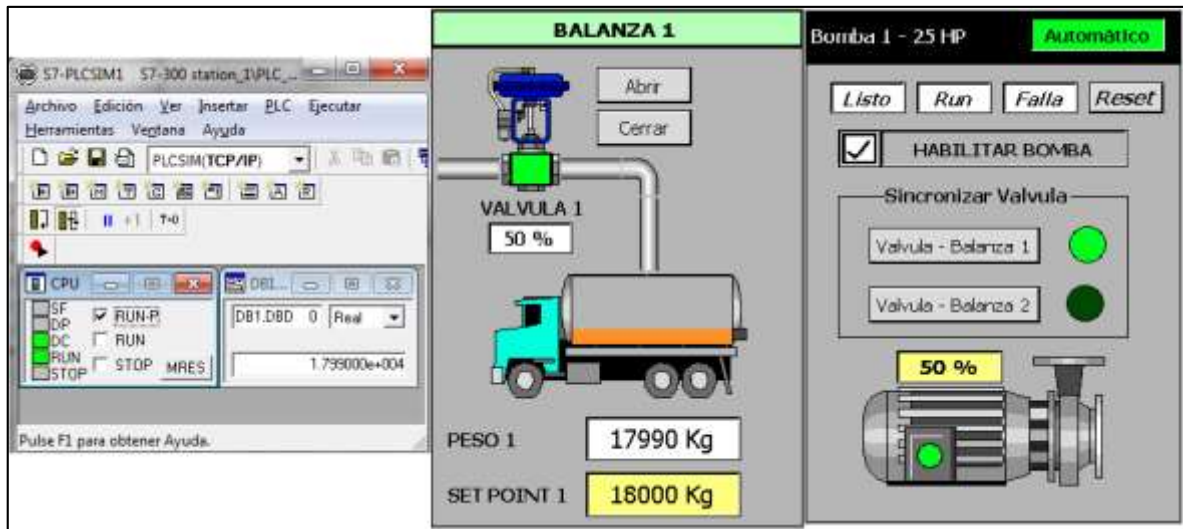 S7-PLCSIM1 S7-300 station_1\PLC_...
Archivo Edición Ver Insertar PLC Ejecutar
Herramientas Ventana Ayuda
PLCSIM(TCP/IP)
T=0
CPU
SF
DP
DC
RUN
STOP
RUN-P
RUN
STOP
MRES
DB1...
DB1.DBD 0 Real
1.799000e+004
Pulse F1 para obtener Ayuda.
BALANZA 1
Abrir
Cerrar
VALVULA 1
50 %
PESO 1
17990 Kg
SET POINT 1
18000 Kg
Bomba 1 - 25 HP
Automático
Listo Run Falla Reset
HABILITAR BOMBA
Sincronizar Valvula
Valvula - Balanza 1
Valvula - Balanza 2
50 %